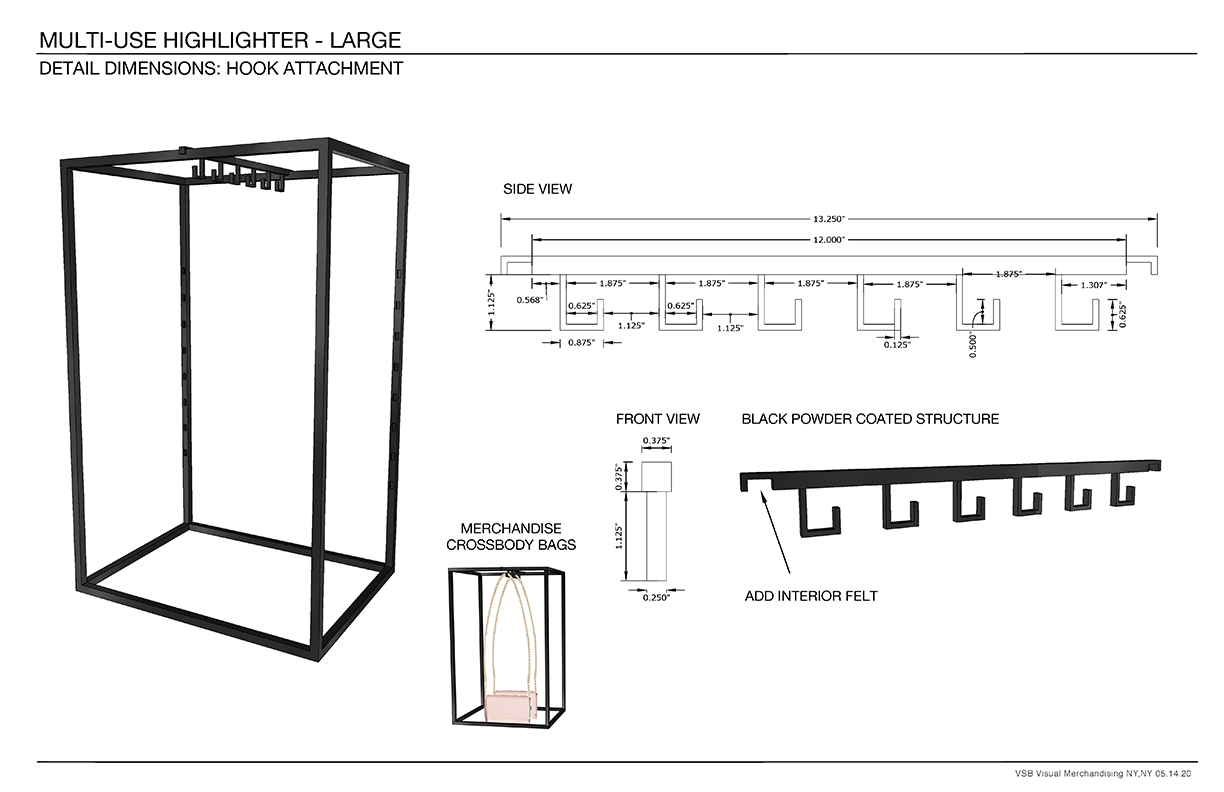 MULTI-USE HIGHLIGHTER - LARGE
DETAIL DIMENSIONS: HOOK ATTACHMENT
SIDE VIEW
13.250"
12.000"
1.125"
0.568"
1.875"
1.875"
1.875"
1.875"
1.875"
1.307"
0.625"
0.625"
1.125"
1.125"
0.875"
0.125"
0.500"
0.625"
FRONT VIEW
0.375"
0.375"
1.125"
0.250"
BLACK POWDER COATED STRUCTURE
ADD INTERIOR FELT
MERCHANDISE
CROSSBODY BAGS
VSB Visual Merchandising NY,NY 05.14.20